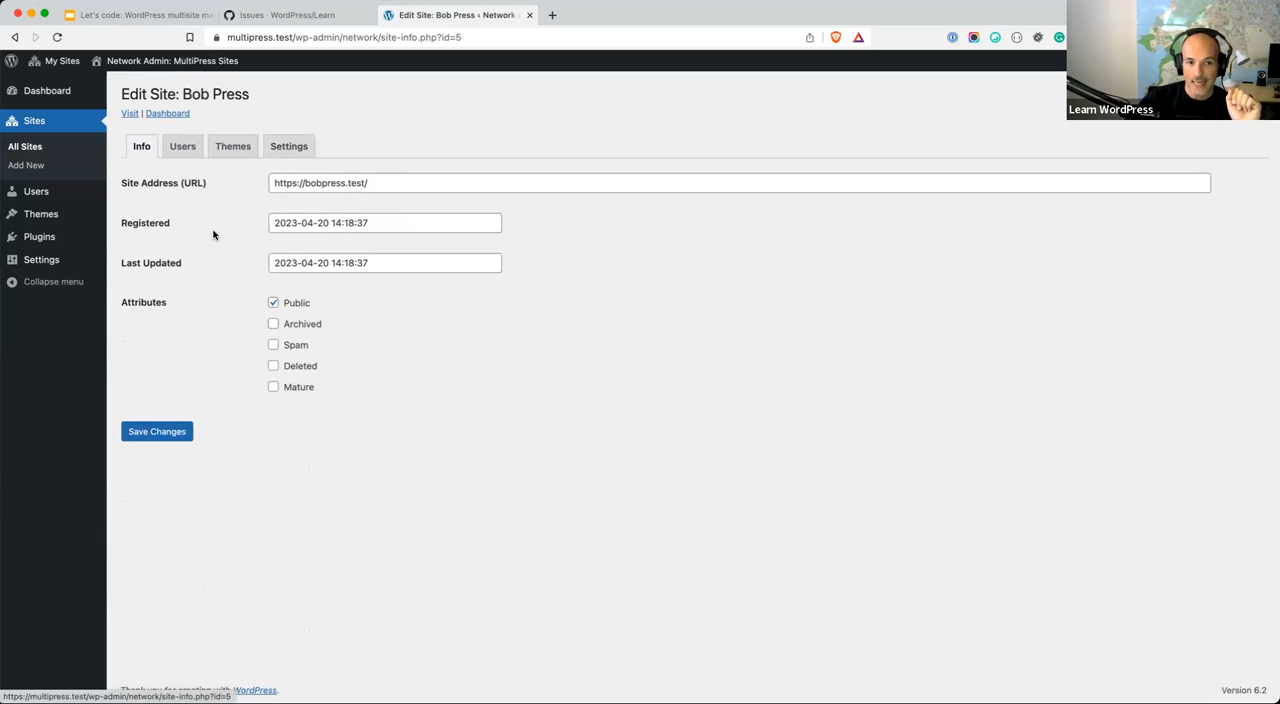 Let's code: WordPress multisite ma
Issues · WordPress/Learn
Edit Site: Bob Press ‹ Network A
multipress.test/wp-admin/network/site-info.php?id=5
Learn WordPress
My Sites
Network Admin: MultiPress Sites
Dashboard
Sites
All Sites
Add New
Users
Themes
Plugins
Settings
Collapse menu
Edit Site: Bob Press
Visit | Dashboard
Info
Users
Themes
Settings
Site Address (URL)
https://bobpress.test/
Registered
2023-04-20 14:18:37
Last Updated
2023-04-20 14:18:37
Attributes
Public
Archived
Spam
Deleted
Mature
Save Changes
Thank you for creating with WordPress.
https://multipress.test/wp-admin/network/site-info.php?id=5
Version 6.2